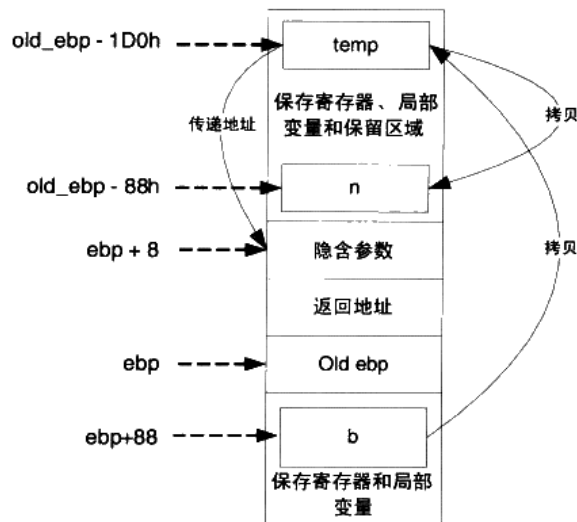 old_ebp - 1D0h
temp
保存寄存器、局部
变量和保留区域
传递地址
拷贝
old_ebp - 88h
n
ebp + 8
隐含参数
拷贝
返回地址
ebp
Old ebp
ebp+88
b
保存寄存器和局部
变量